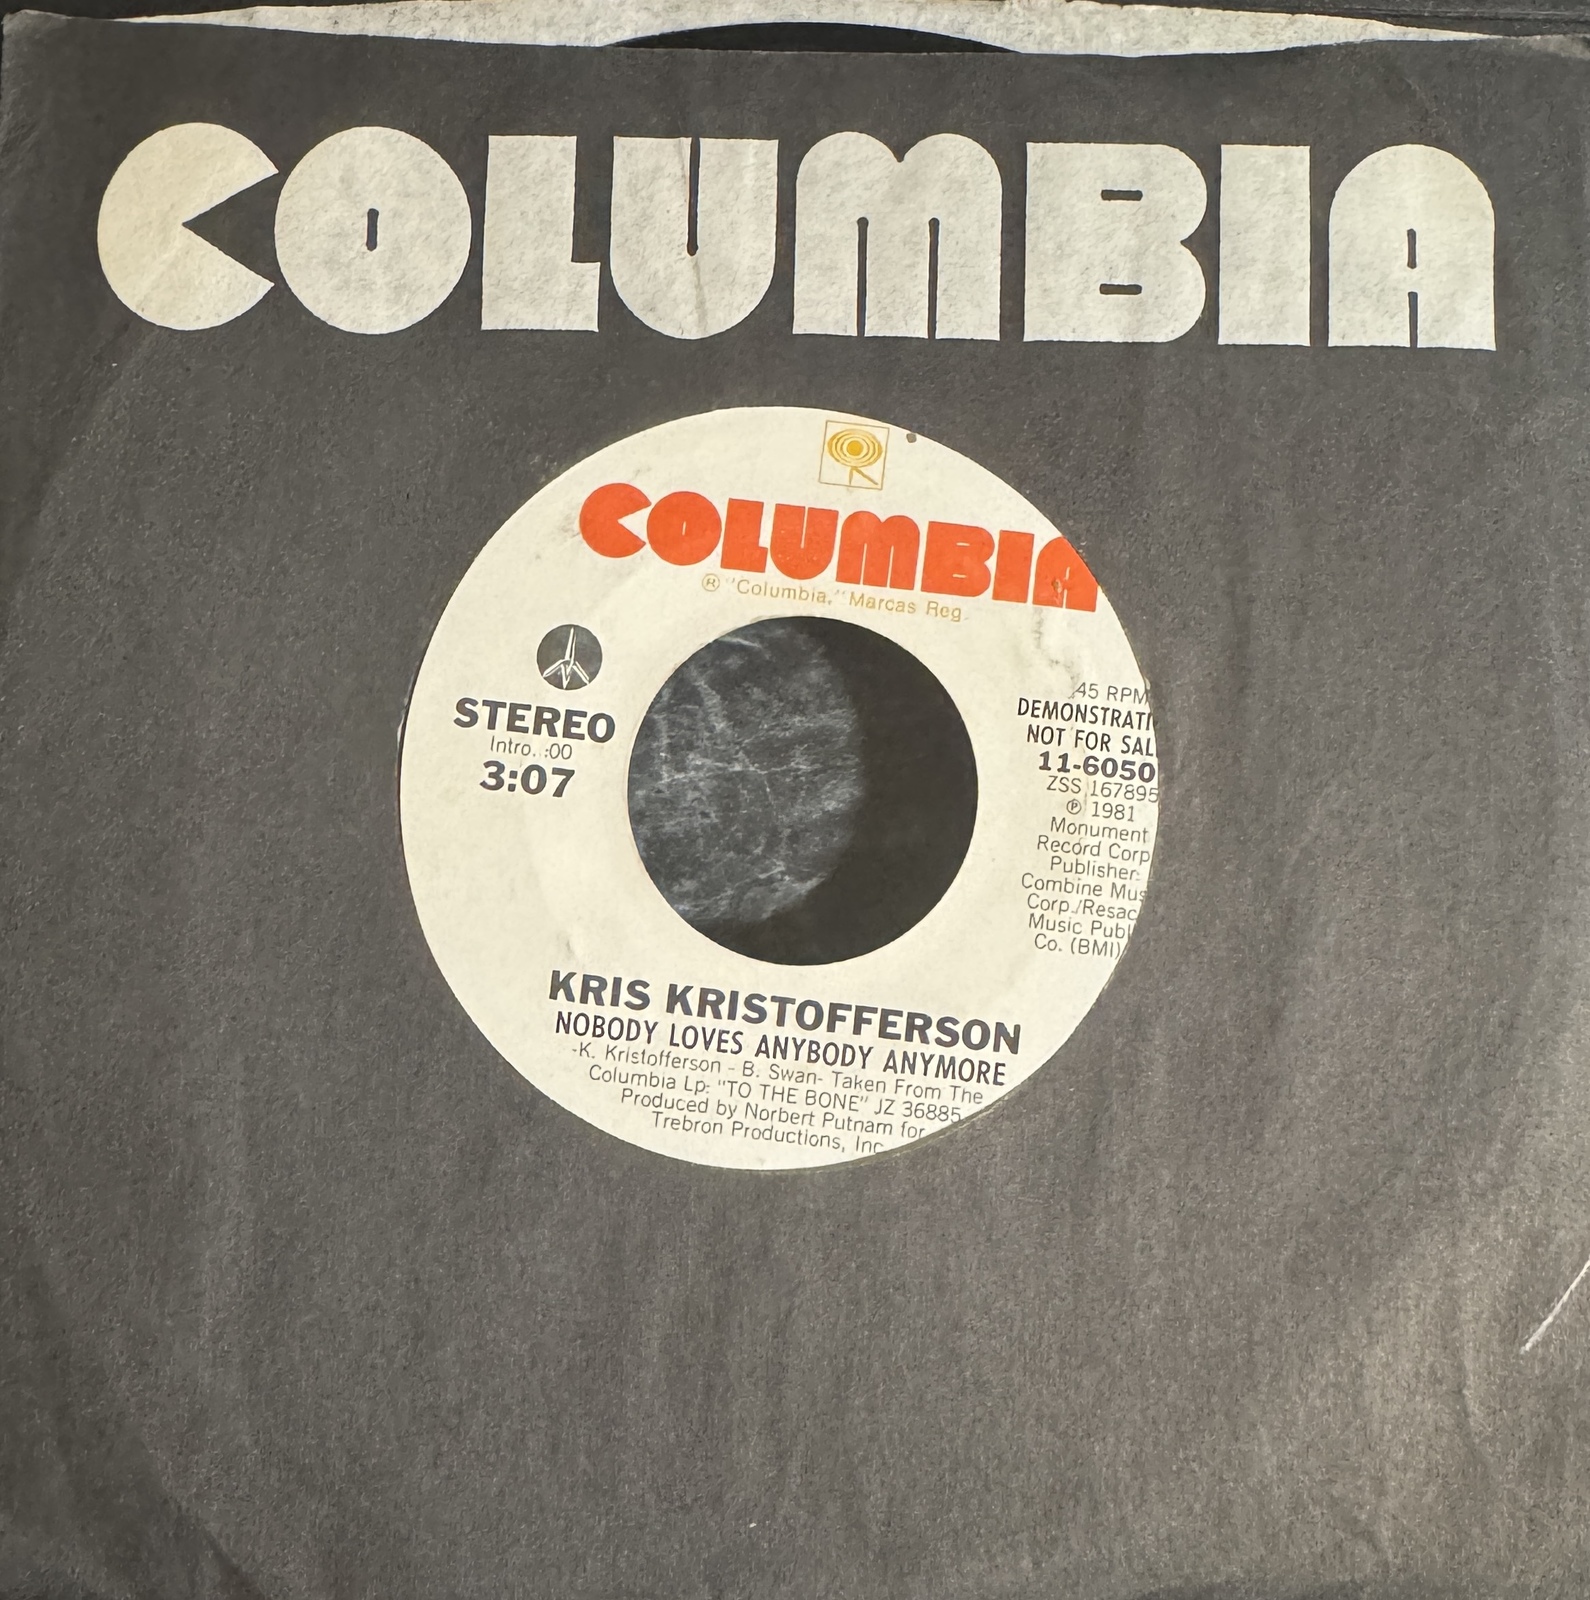 COLUMBIA
COLUMBIA
® "Columbia," Marcas Reg.
STEREO
Intro. :00
3:07
45 RPM
DEMONSTRATI
NOT FOR SAL
11-6050
ZSS 167895
℗ 1981
Monument
Record Corp
Publisher:
Combine Mus
Corp./Resac
Music Publ
Co. (BMI)
KRIS KRISTOFFERSON
NOBODY LOVES ANYBODY ANYMORE
-K. Kristofferson - B. Swan- Taken From The
Columbia Lp: "TO THE BONE" JZ 36885
Produced by Norbert Putnam for
Trebron Productions, Inc